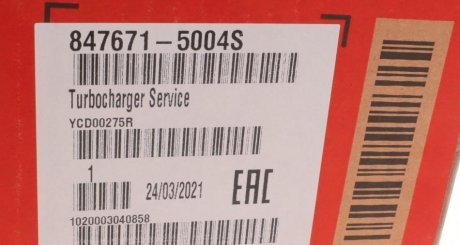 847671-5004S
Turbocharger Service
YCD00275R
1
24/03/2021 EAC
1020003040858